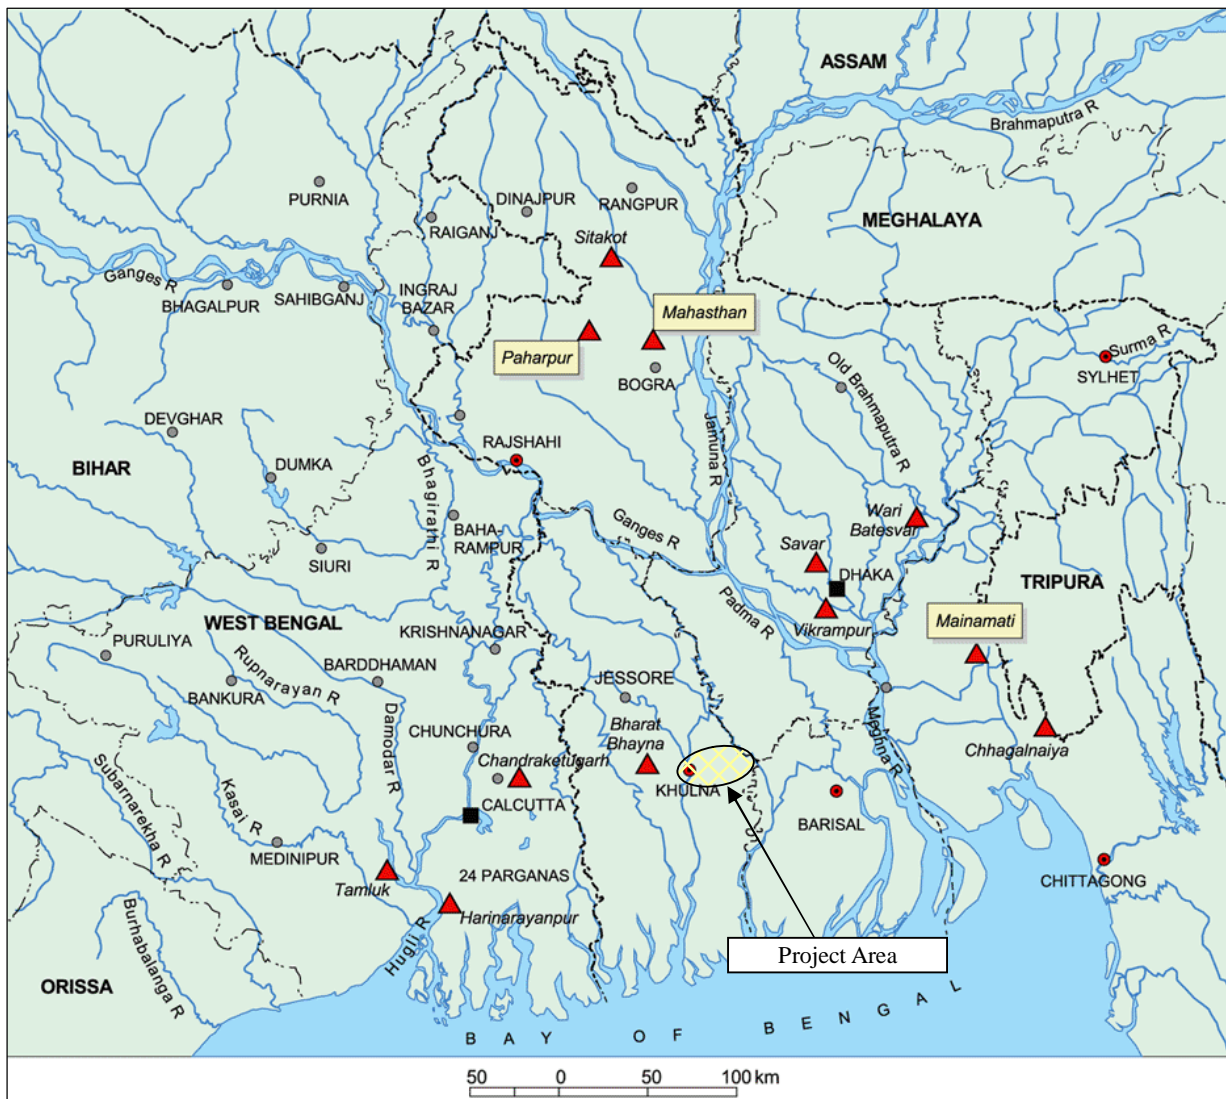 ASSAM
Brahmaputra R
PURNIA
DINAJPUR
RANGPUR
MEGHALAYA
RAIGANJ
Sitakot
Ganges R
BHAGALPUR
SAHIBGANJ
INGRAJ
BAZAR
Mahasthan
Paharpur
Surma R
SYLHET
BOGRA
Old Brahmaputra R
Jamuna R
DEVGHAR
RAJSHAHI
BIHAR
DUMKA
Bhagirathi R
BAHA-
RAMPUR
Ganges R
Wari
Batesvar
SIURI
Savar
DHAKA
TRIPURA
Padma R
Mainamati
WEST BENGAL
KRISHNANAGAR
Vikrampur
PURULIYA
Rupnarayan R
BARDDHAMAN
BANKURA
JESSORE
Damodar R
CHUNCHURA
Bharat
Bhayna
Meghna R
Chhagalnaiya
Chandraketugarh
Subarnarekha R
Kasai R
KHULNA
CALCUTTA
BARISAL
MEDINIPUR
24 PARGANAS
CHITTAGONG
Tamluk
Harinarayanpur
Burhabalanga R
Hugli R
Project Area
ORISSA
BAY OF BENGAL
50 0 50 100 km